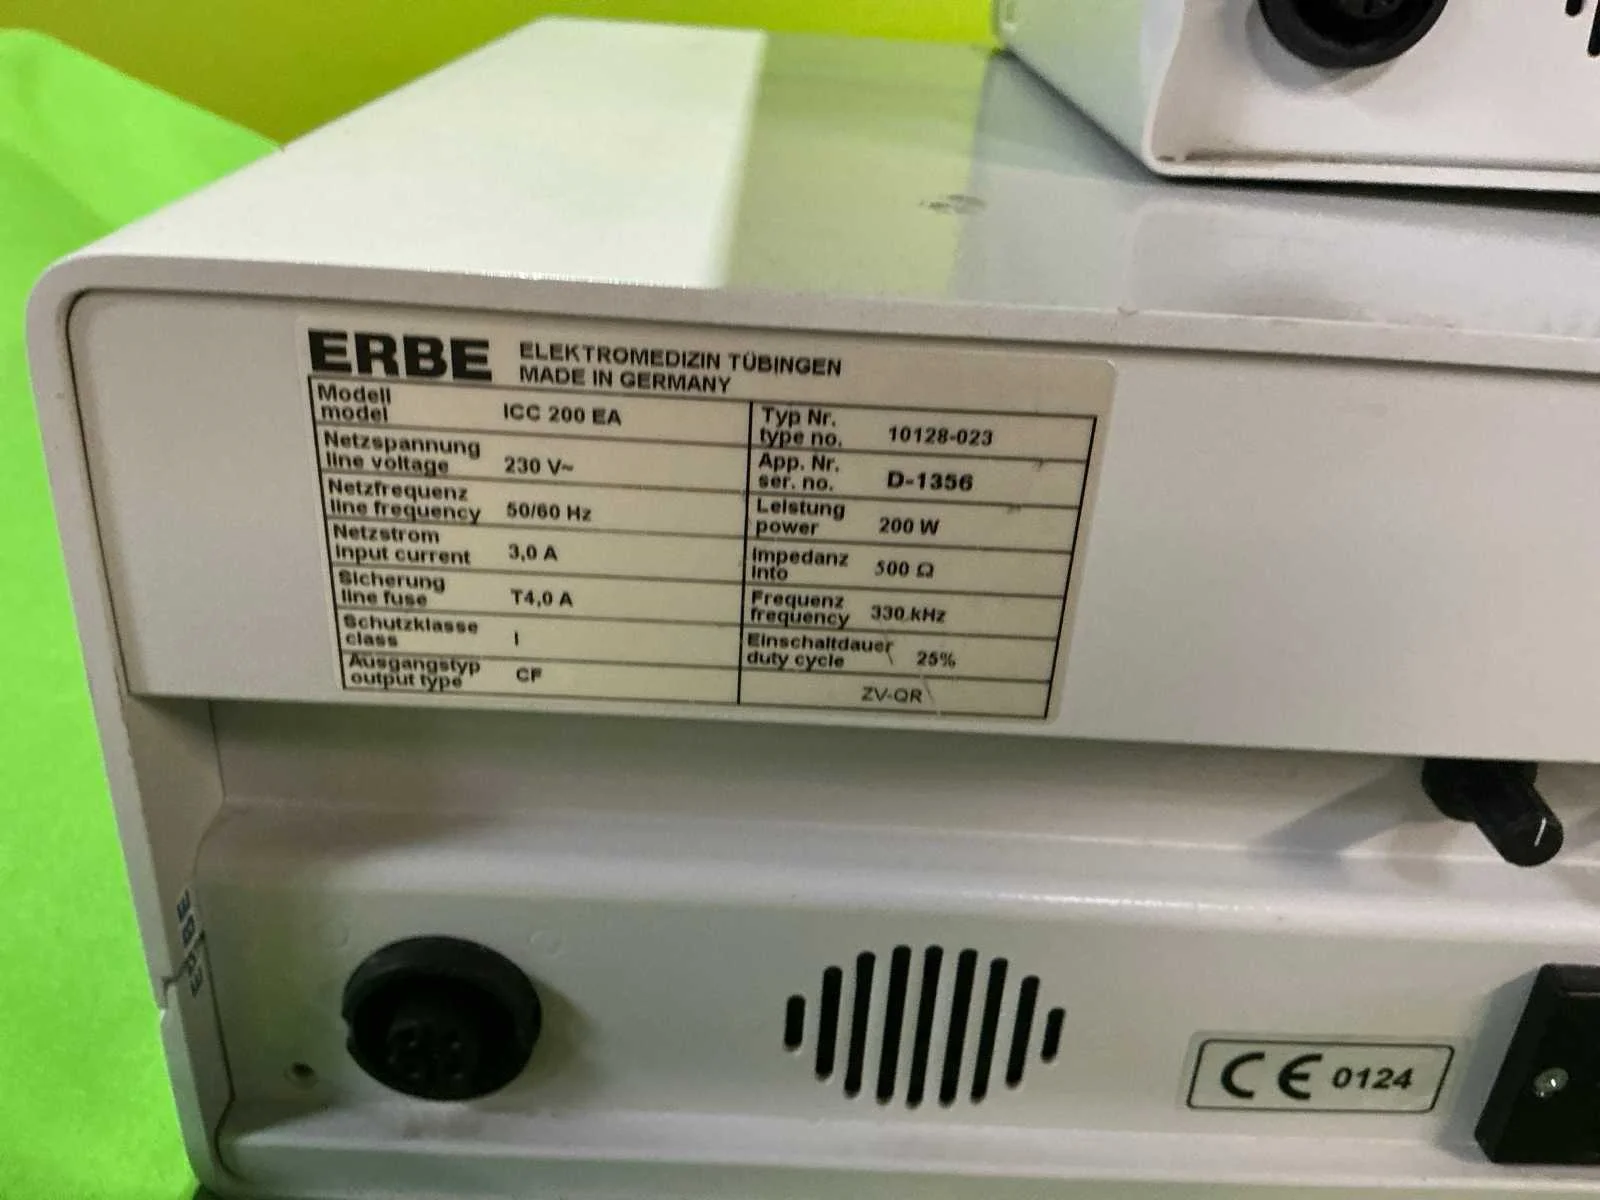 ERBE ELEKTROMEDIZIN TÜBINGEN
MADE IN GERMANY
Modell
model ICC 200 EA
Netzspannung
line voltage 230 V~
Netzfrequenz
line frequency 50/60 Hz
Netzstrom
input current 3,0 A
Sicherung
line fuse T4,0 A
Schutzklasse
class I
Ausgangstyp
output type CF
Typ Nr.
type no. 10128-023
App. Nr.
ser. no. D-1356
Leistung
power 200 W
Impedanz
into 500 Ω
Frequenz
frequency 330 kHz
Einschaltdauer
duty cycle 25%
ZV-QR
ERBE
CE 0124